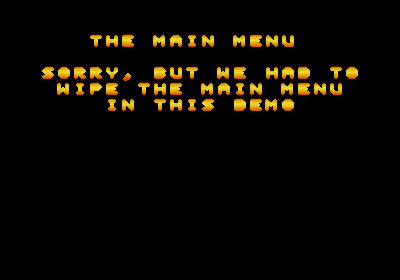 THE MAIN MENU
SORRY, BUT WE HAD TO
WIPE THE MAIN MENU
IN THIS DEMO